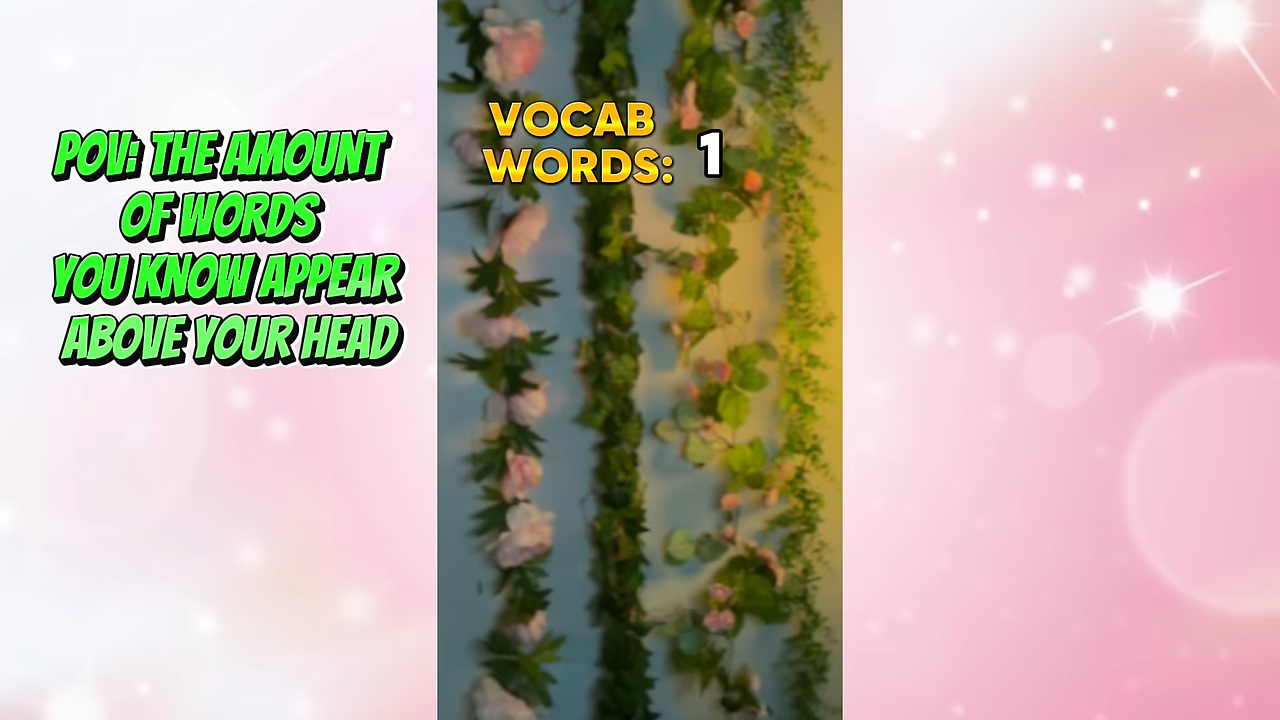 POV: THE AMOUNT
OF WORDS
YOU KNOW APPEAR
ABOVE YOUR HEAD
VOCAB
WORDS: 1